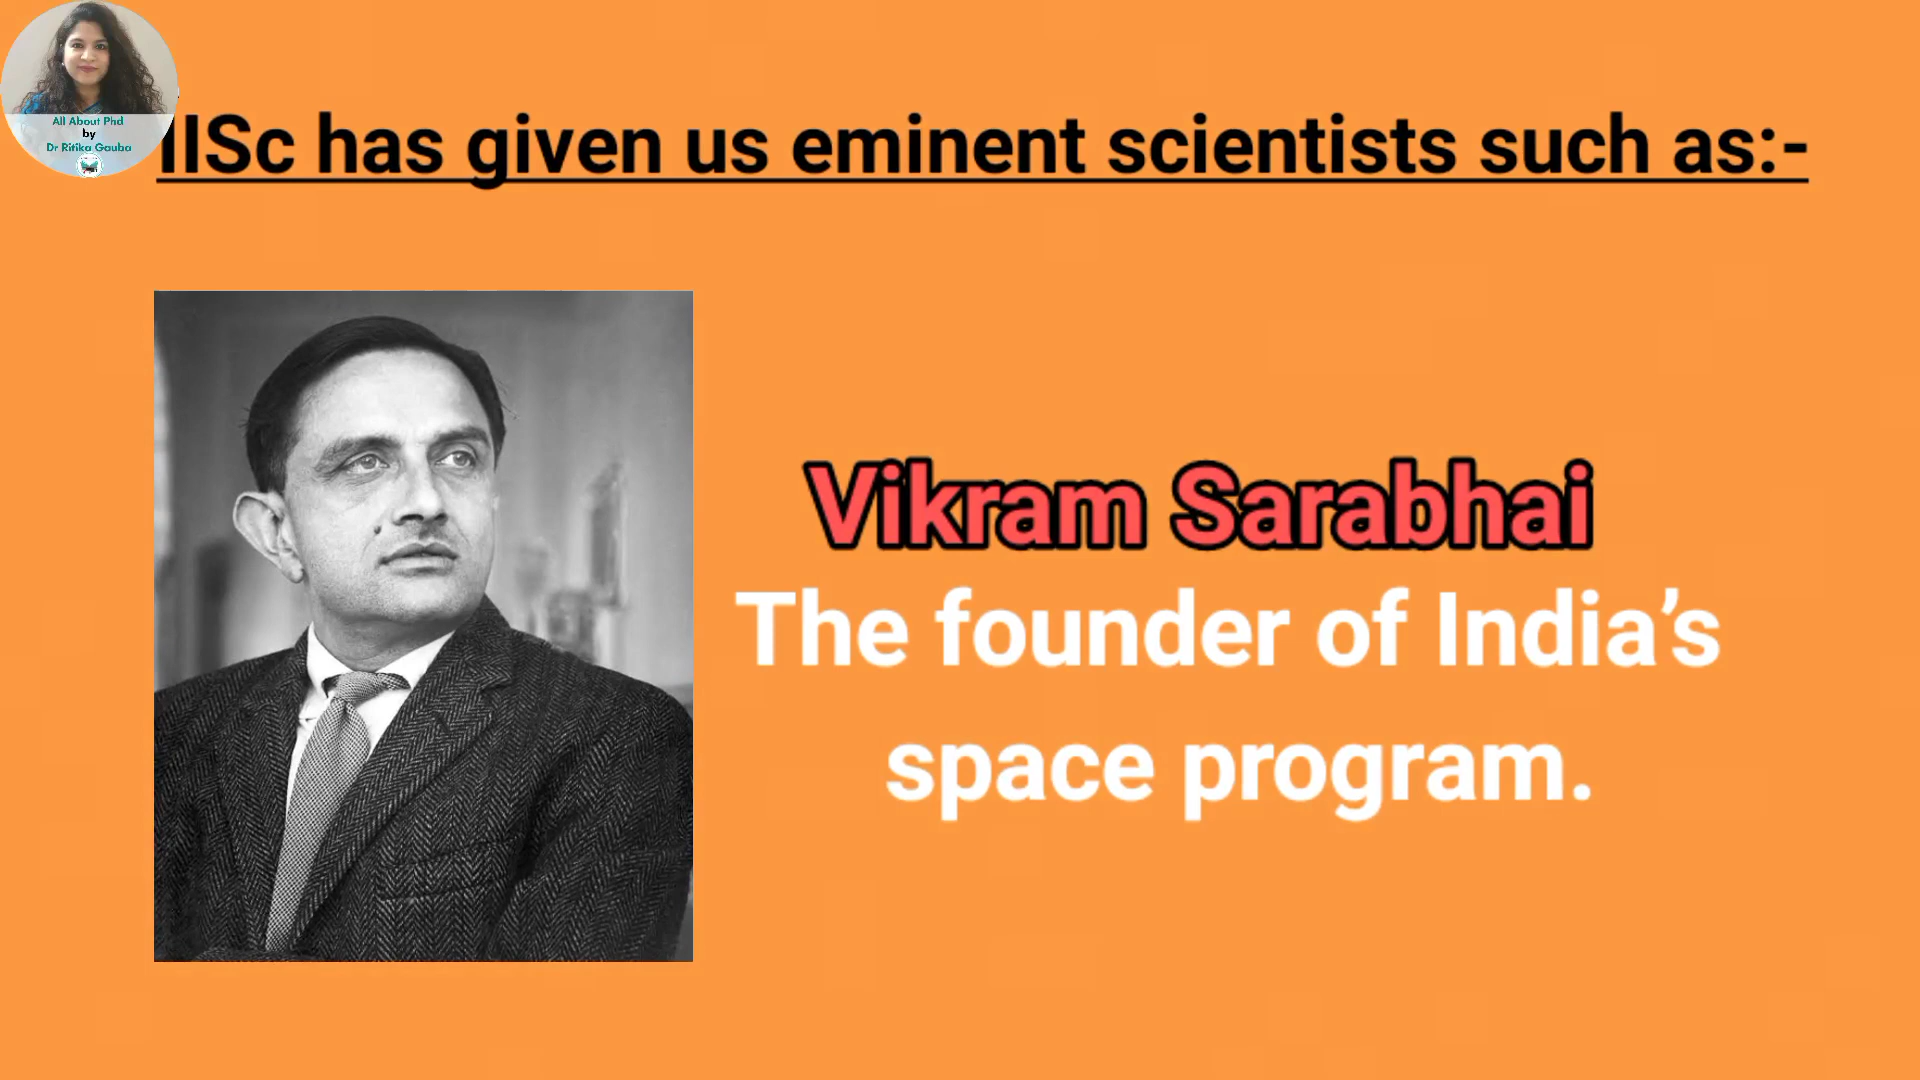 All About Phd
by
Dr Ritika Gauba
IISc has given us eminent scientists such as:-
Vikram Sarabhai
The founder of India’s
space program.